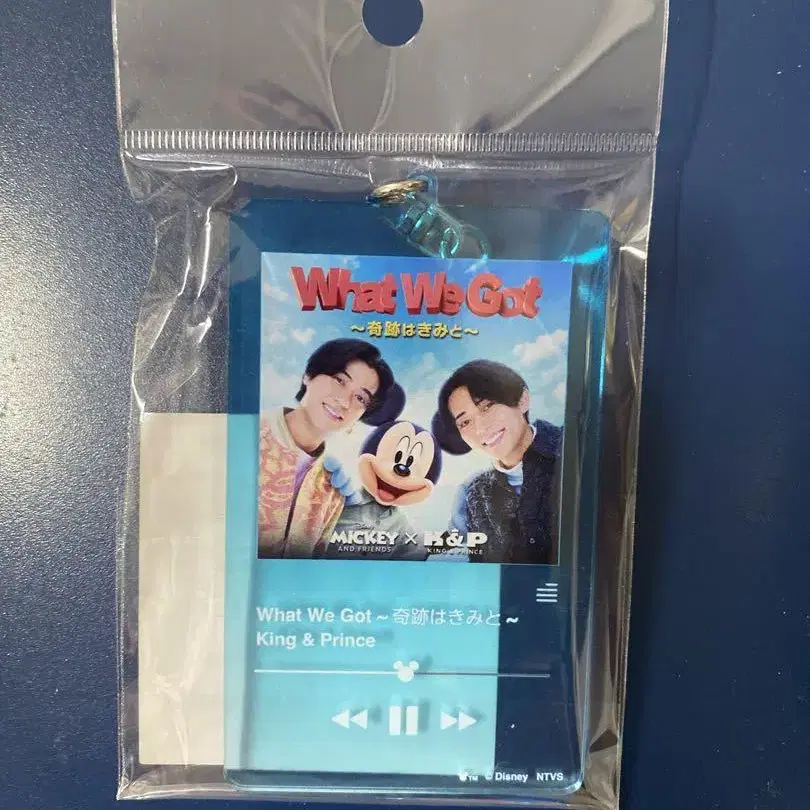 What We Got
～奇跡はきみと～
MICKEY × K&P
AND FRIENDS KING & PRINCE
What We Got～奇跡はきみと～
King & Prince
TM © Disney NTVS